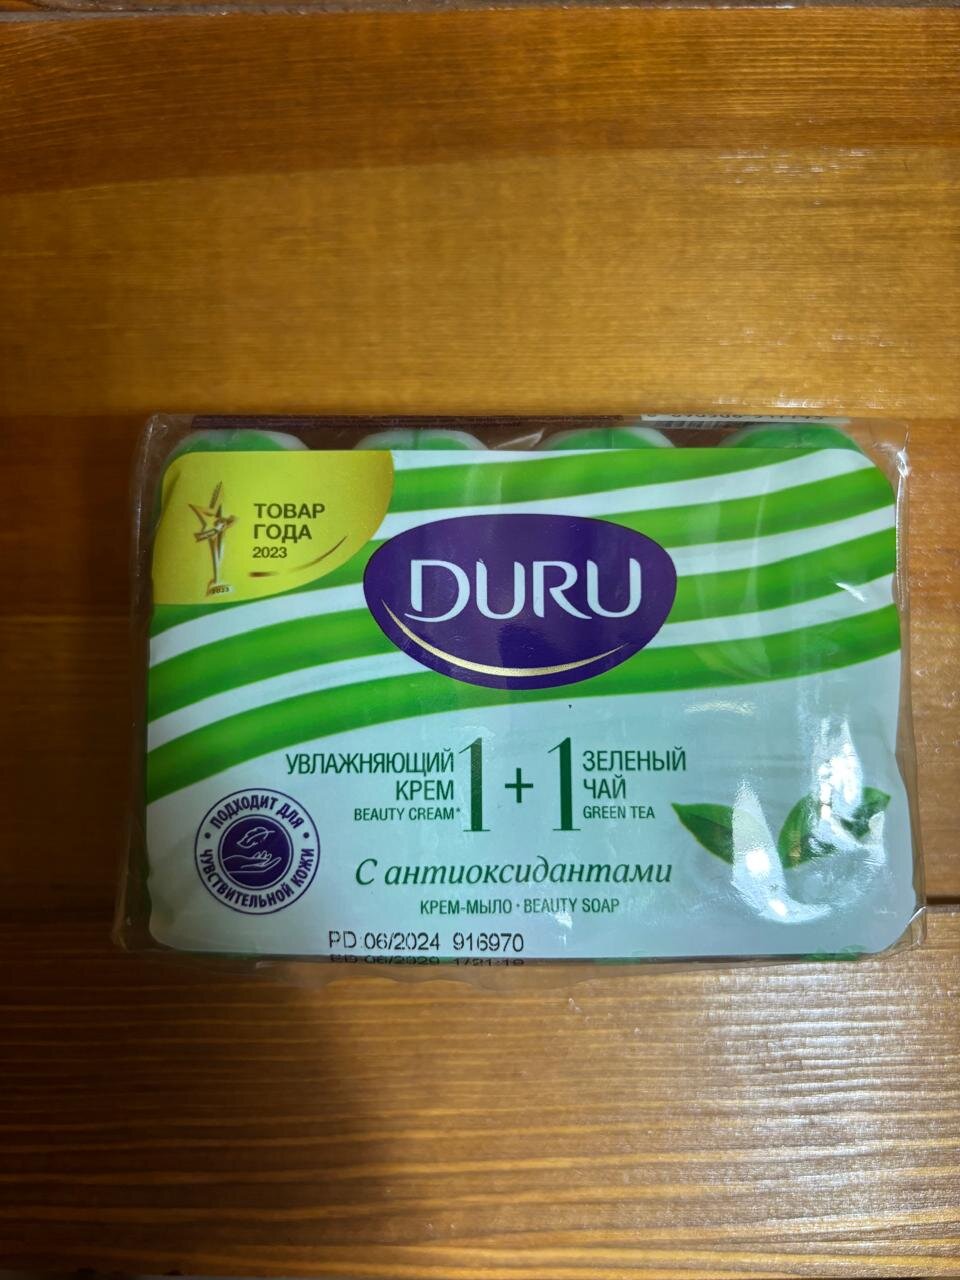 ТОВАР
ГОДА
2023
2023
DURU
УВЛАЖНЯЮЩИЙ
КРЕМ
BEAUTY CREAM*
1 + 1
ЗЕЛЕНЫЙ
ЧАЙ
GREEN TEA
ПОДХОДИТ ДЛЯ
ЧУВСТВИТЕЛЬНОЙ КОЖИ
С антиоксидантами
КРЕМ-МЫЛО • BEAUTY SOAP
PD:06/2024 916970